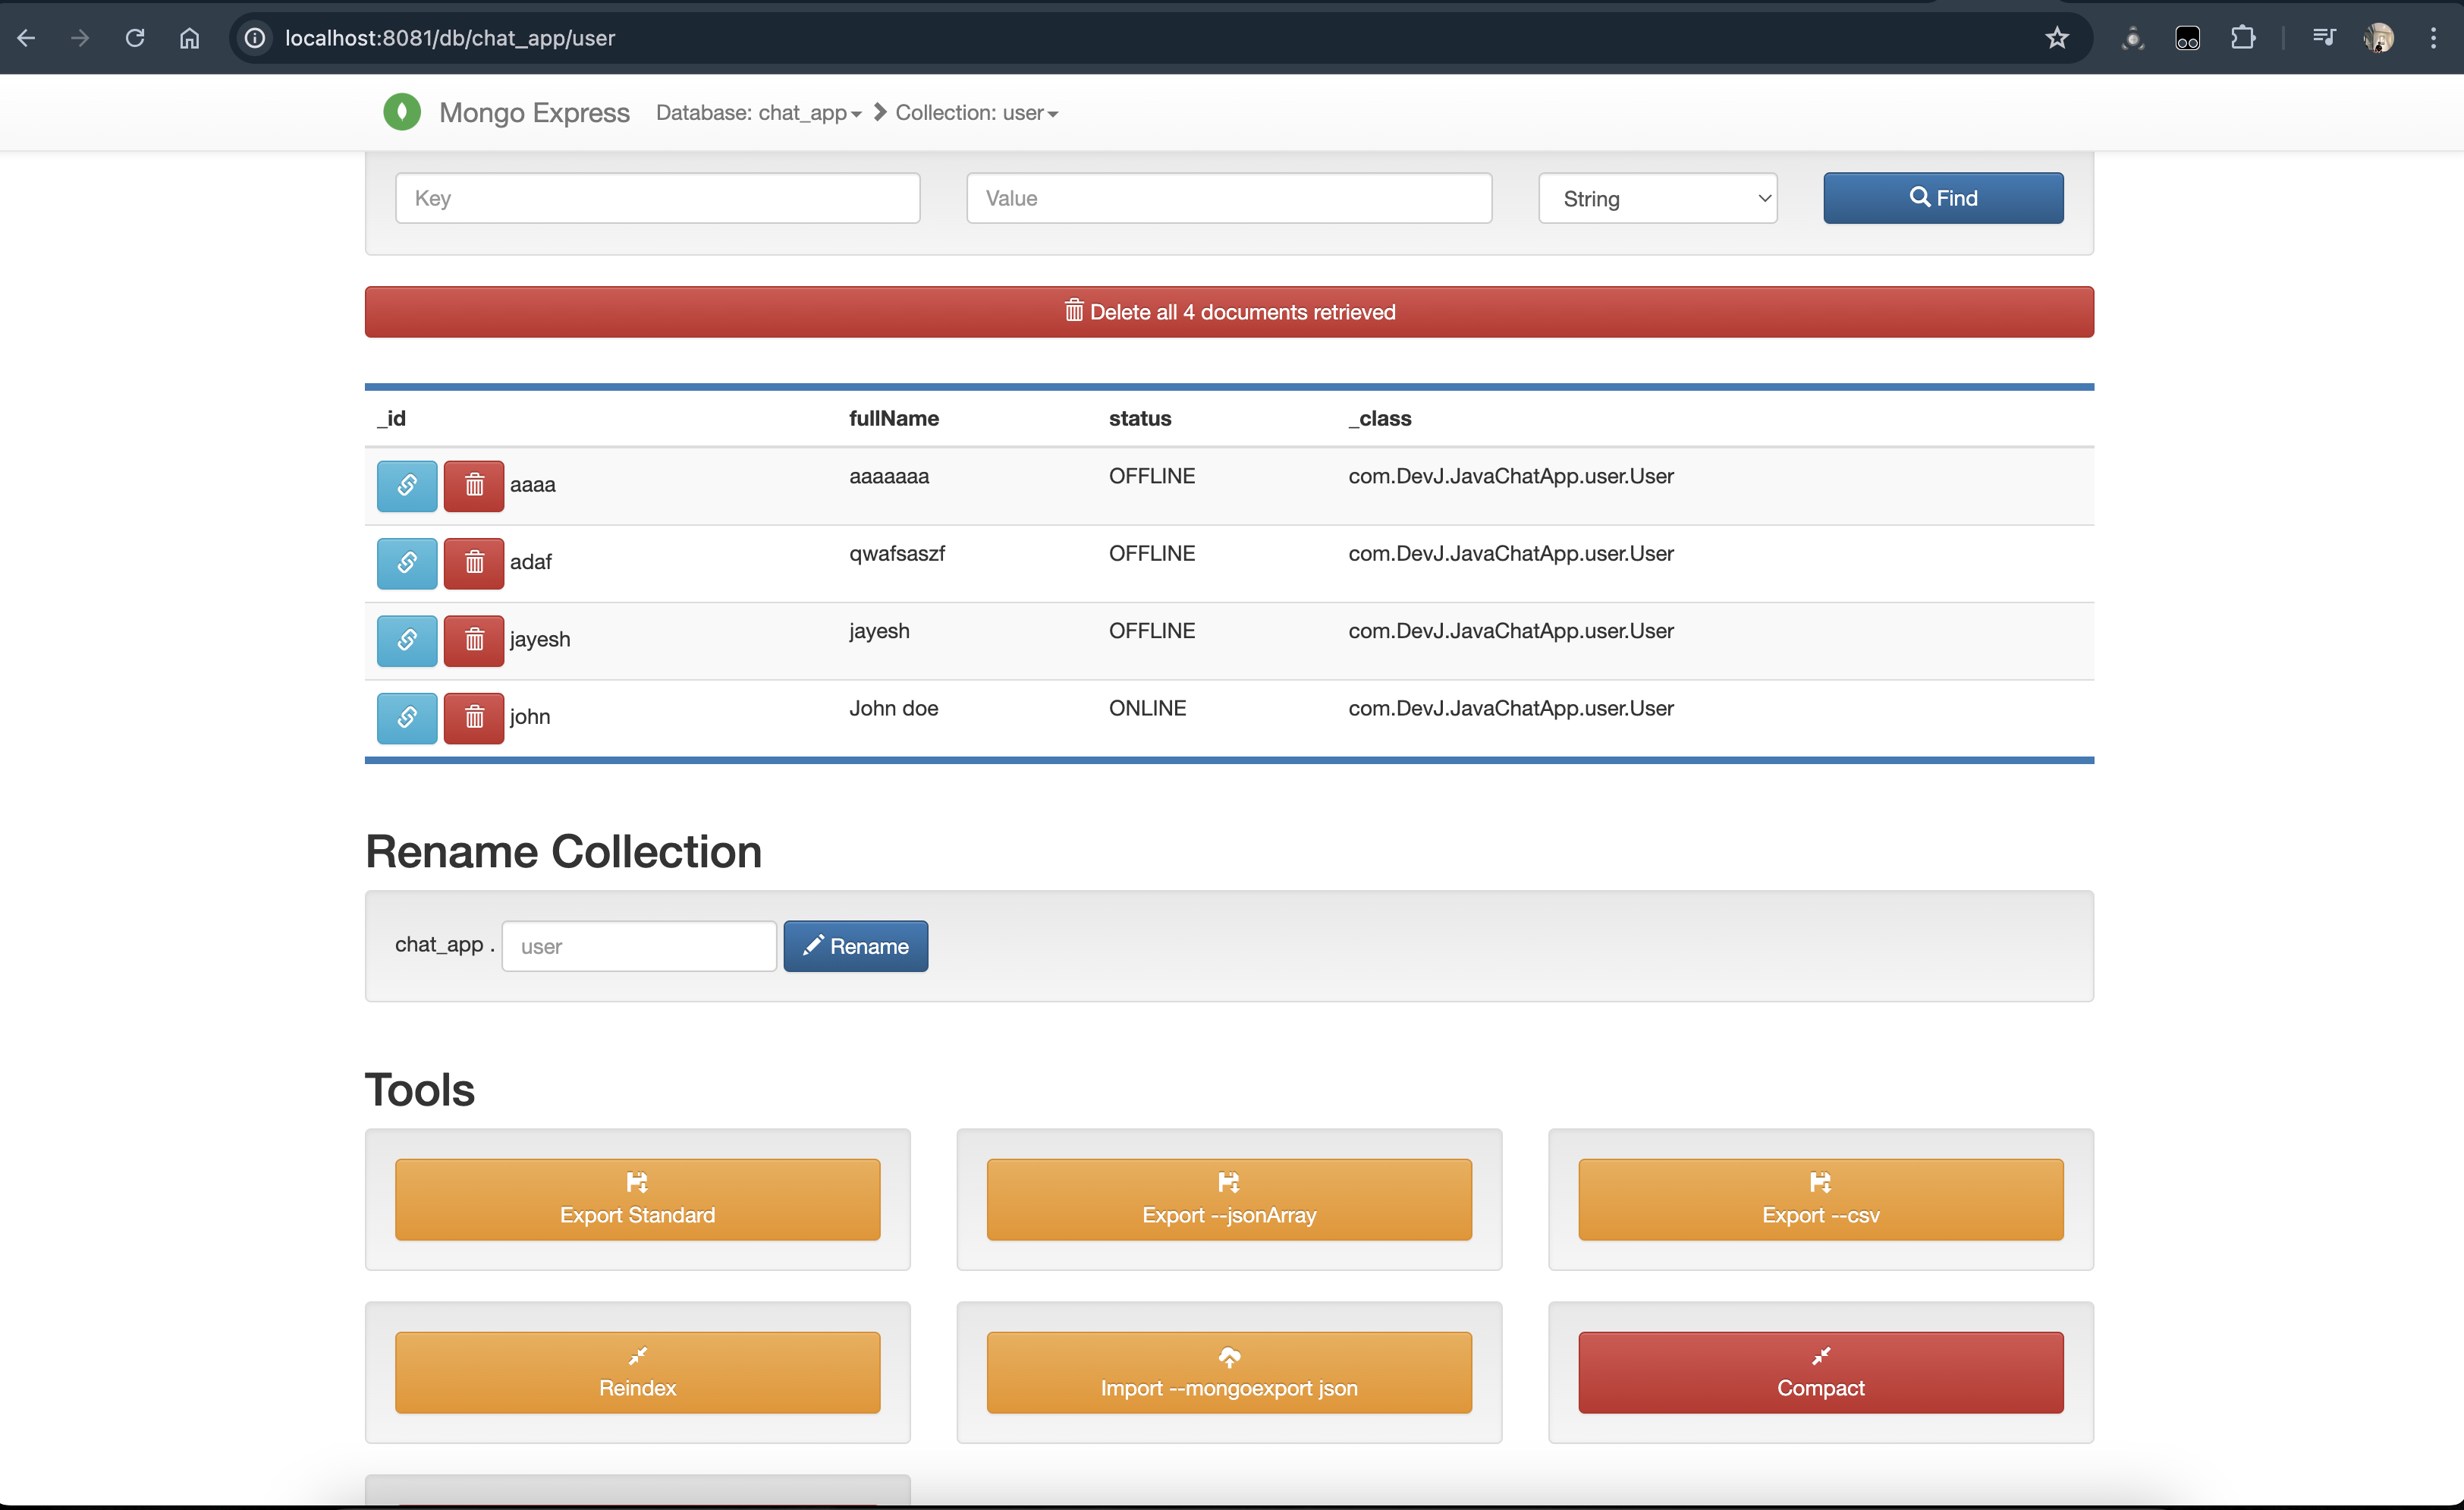 localhost:8081/db/chat_app/user
Mongo Express Database: chat_app Collection: user
Key Value String Find
Delete all 4 documents retrieved
_id fullName status _class
aaaa aaaaaaa OFFLINE com.DevJ.JavaChatApp.user.User
adaf qwafsaszf OFFLINE com.DevJ.JavaChatApp.user.User
jayesh jayesh OFFLINE com.DevJ.JavaChatApp.user.User
john John doe ONLINE com.DevJ.JavaChatApp.user.User
Rename Collection
chat_app . user Rename
Tools
Export Standard Export --jsonArray Export --csv
Reindex Import --mongoexport json Compact